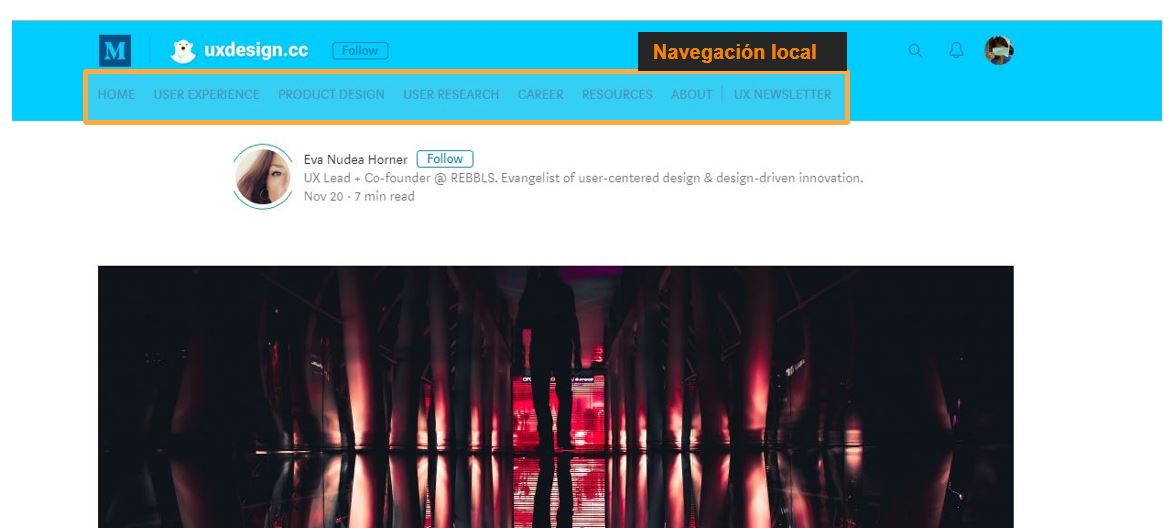 M uxdesign.cc Follow
Navegación local
HOME USER EXPERIENCE PRODUCT DESIGN USER RESEARCH CAREER RESOURCES ABOUT UX NEWSLETTER
Eva Nudea Horner Follow
UX Lead + Co-founder @ REBBLS. Evangelist of user-centered design & design-driven innovation.
Nov 20 · 7 min read